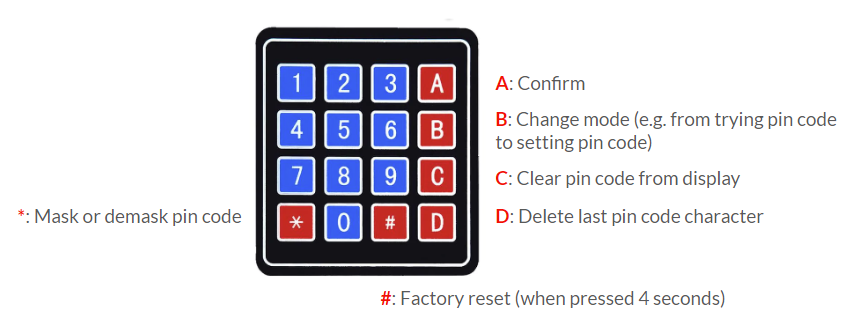 1 2 3 A
A: Confirm
4 5 6 B
B: Change mode (e.g. from trying pin code
to setting pin code)
7 8 9 C
C: Clear pin code from display
*: Mask or demask pin code
* 0 # D
D: Delete last pin code character
#: Factory reset (when pressed 4 seconds)